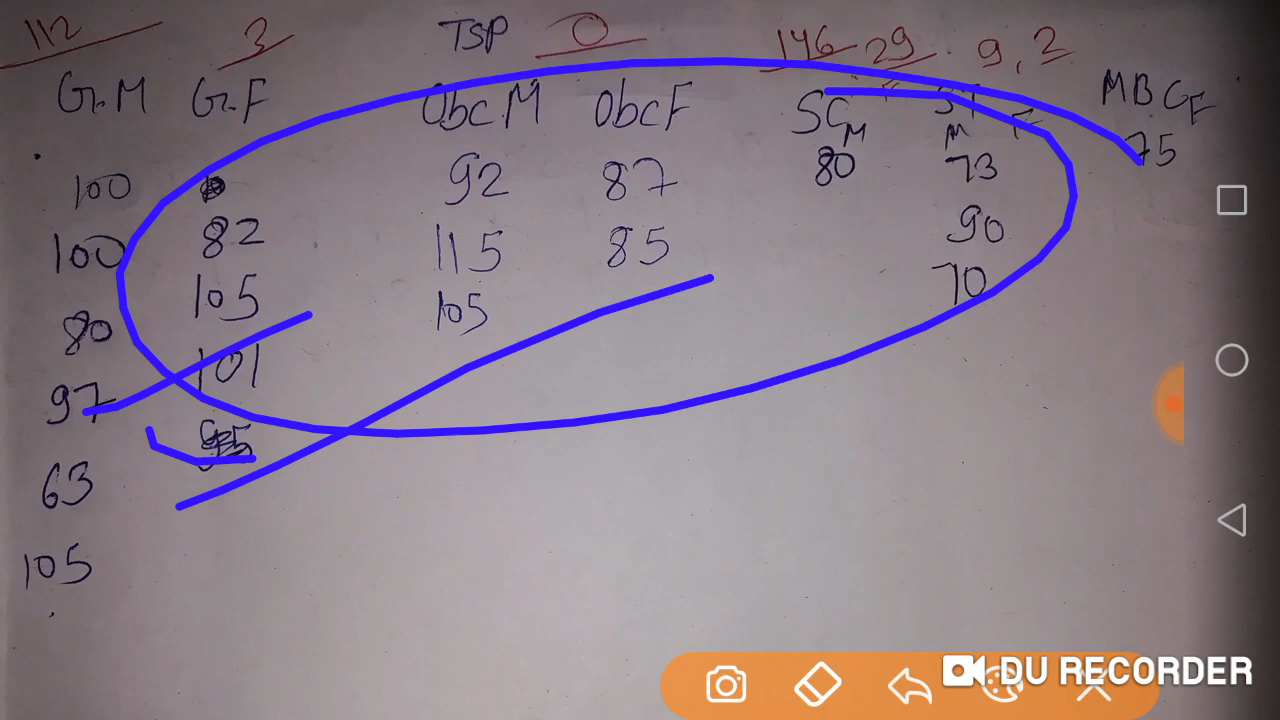 112 3 TSP 0 146 29 9, 2
Gr.M Gr.F Obc.M ObcF SC M F ST M F MBC F
100 92 87 80 73 75
100 82 115 85 90
80 105 105 70
97 101
63
105
DU RECORDER